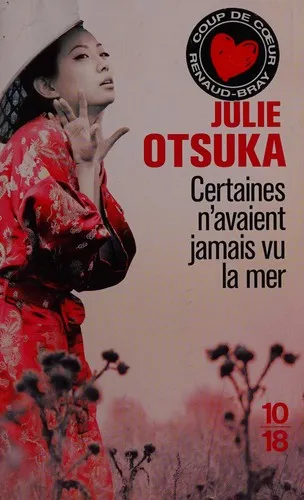 COUP DE CŒUR
RENAUD-BRAY
JULIE
OTSUKA
Certaines
n'avaient
jamais vu
la mer
10
18